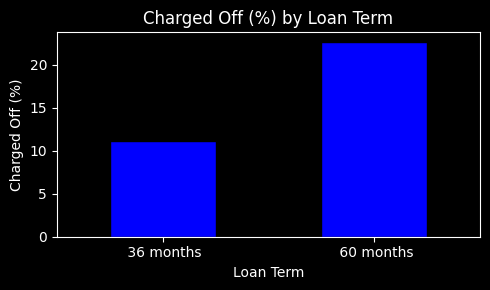 Charged Off (%) by Loan Term
Charged Off (%)
20
15
10
5
0
36 months
60 months
Loan Term